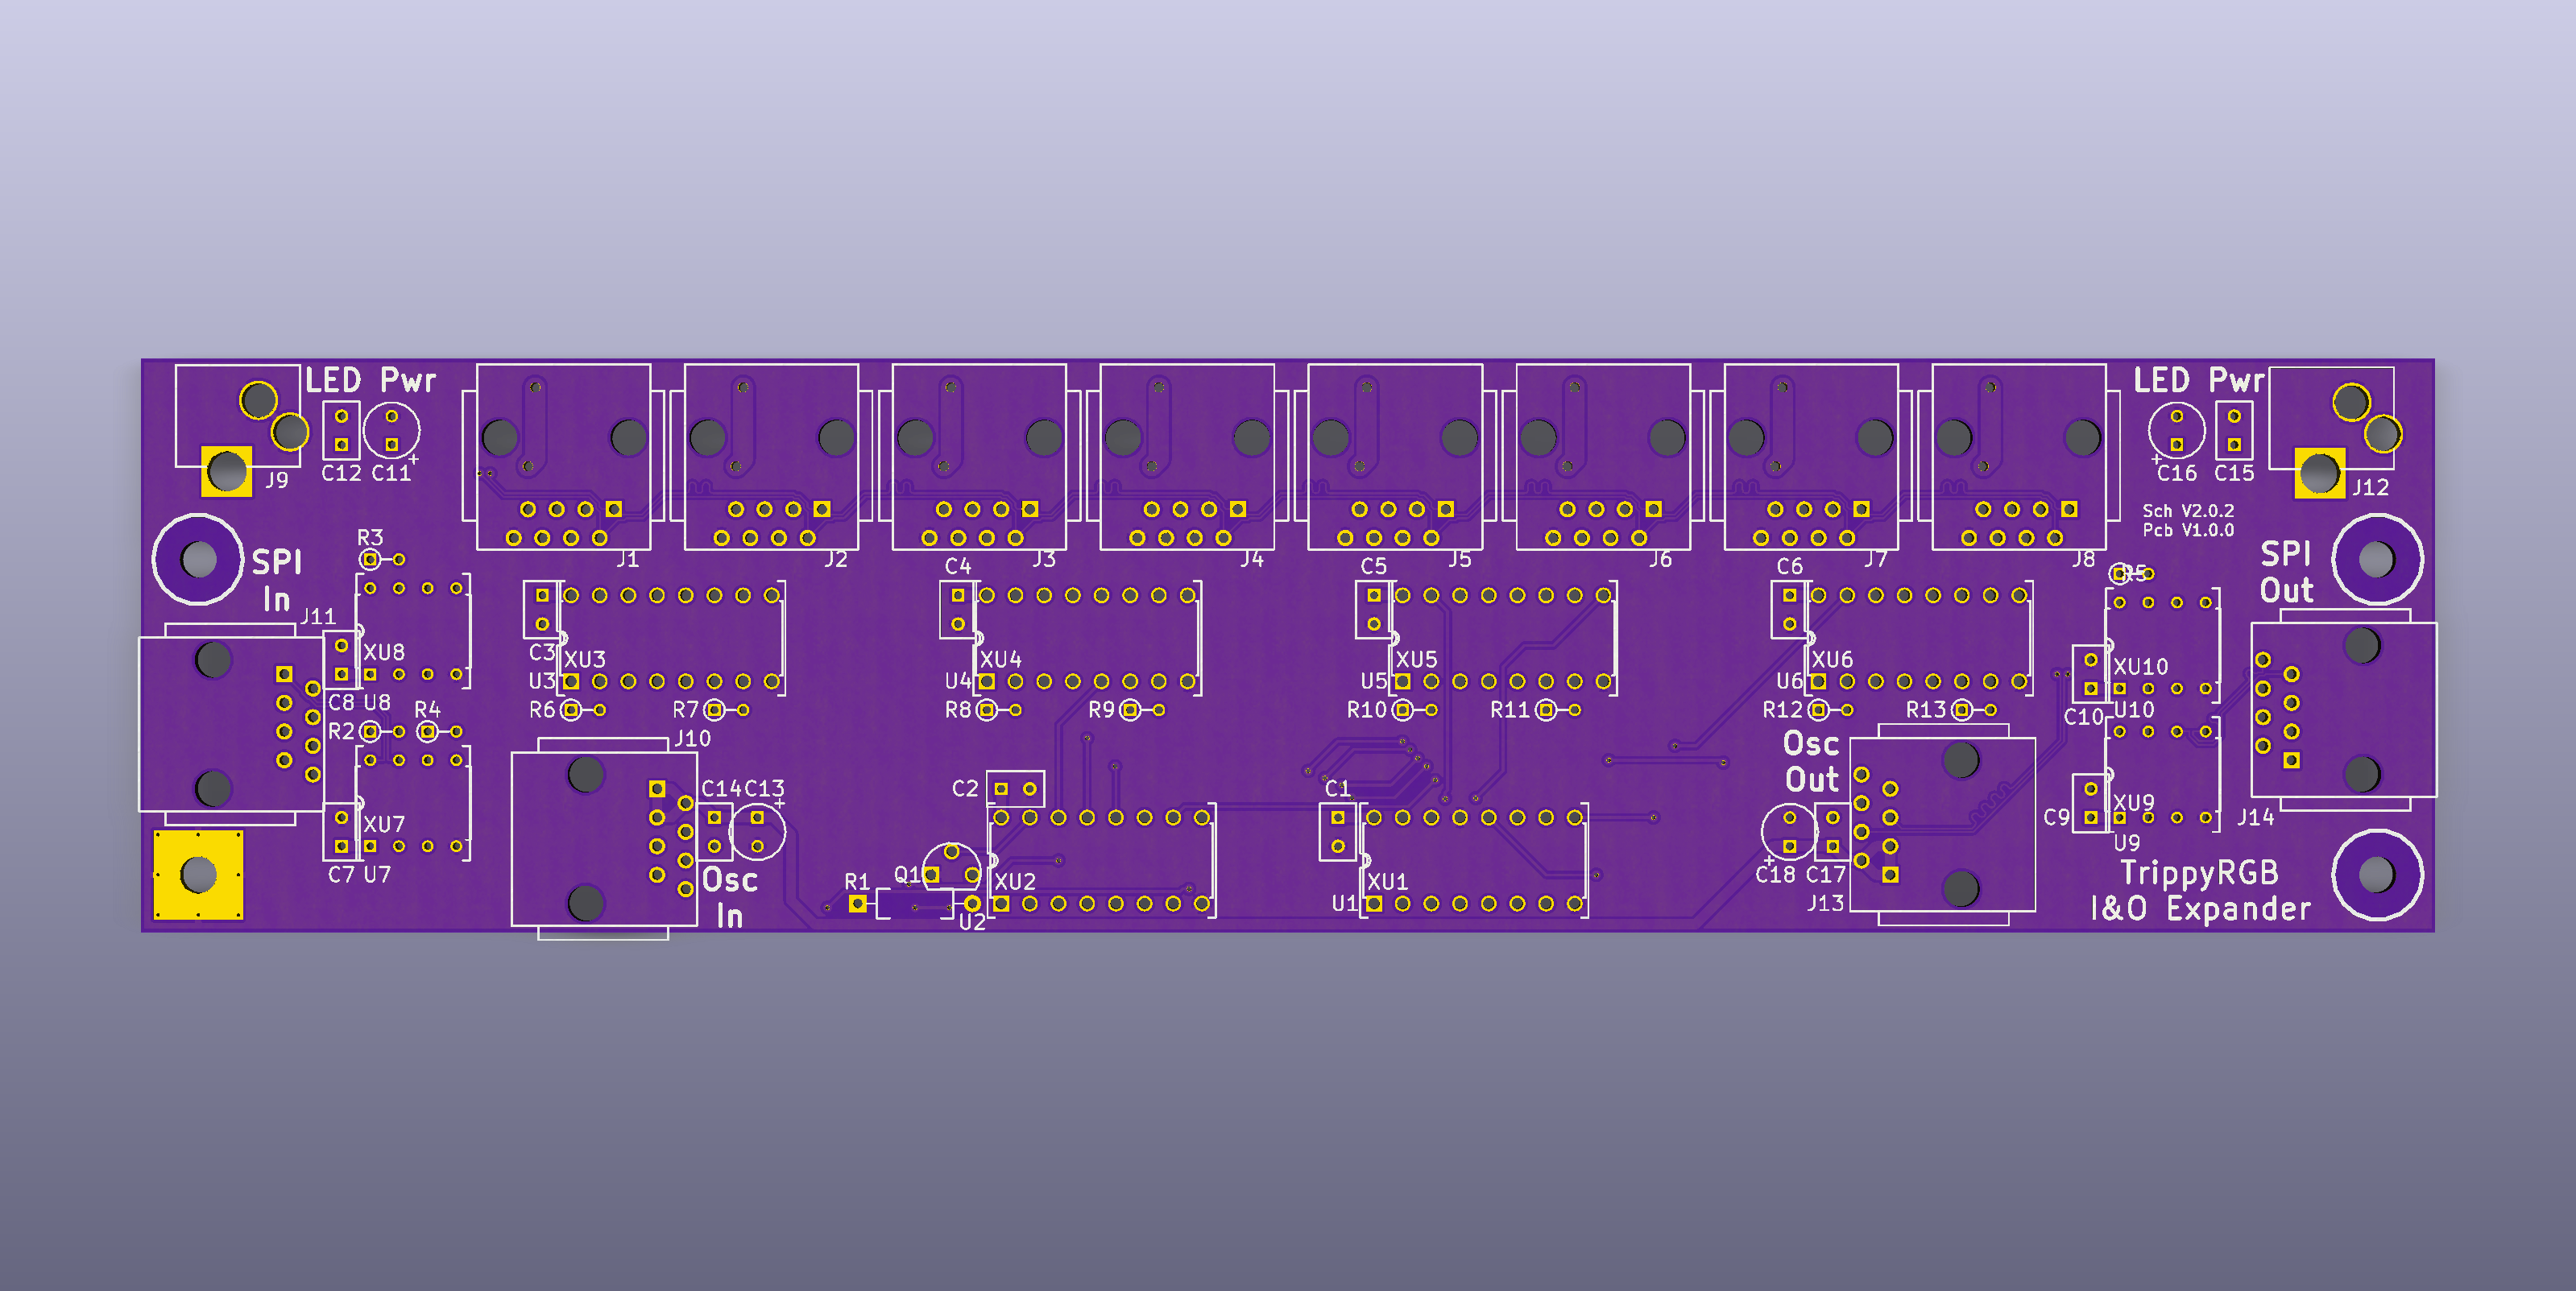 LED Pwr
LED Pwr
J9
C12
C11
+
+
C16
C15
J12
Sch V2.0.2
Pcb V1.0.0
J1
J2
J3
J4
J5
J6
J7
J8
SPI
In
R3
J11
C4
C5
C6
R5
SPI
Out
XU8
C8
U8
C3
XU3
U3
XU4
U4
XU5
U5
XU6
U6
XU10
U10
C10
R2
R4
R6
R7
R8
R9
R10
R11
R12
R13
J10
Osc
Out
C14
C13
+
C2
C1
XU7
C7
U7
Osc
In
R1
Q1
XU2
U2
XU1
U1
+
C18
C17
J13
C9
XU9
U9
J14
TrippyRGB
I&O Expander